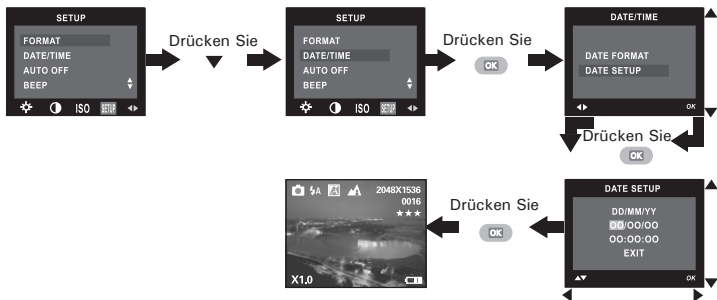 SETUP
FORMAT
DATE/TIME
AUTO OFF
BEEP
ISO SETUP
Drücken Sie
SETUP
FORMAT
DATE/TIME
AUTO OFF
BEEP
ISO SETUP
Drücken Sie
OK
DATE/TIME
DATE FORMAT
DATE SETUP
OK
Drücken Sie
OK
DATE SETUP
DD/MM/YY
00/00/00
00:00:00
EXIT
OK
Drücken Sie
OK
A
2048X1536
0016
★★★
X1.0